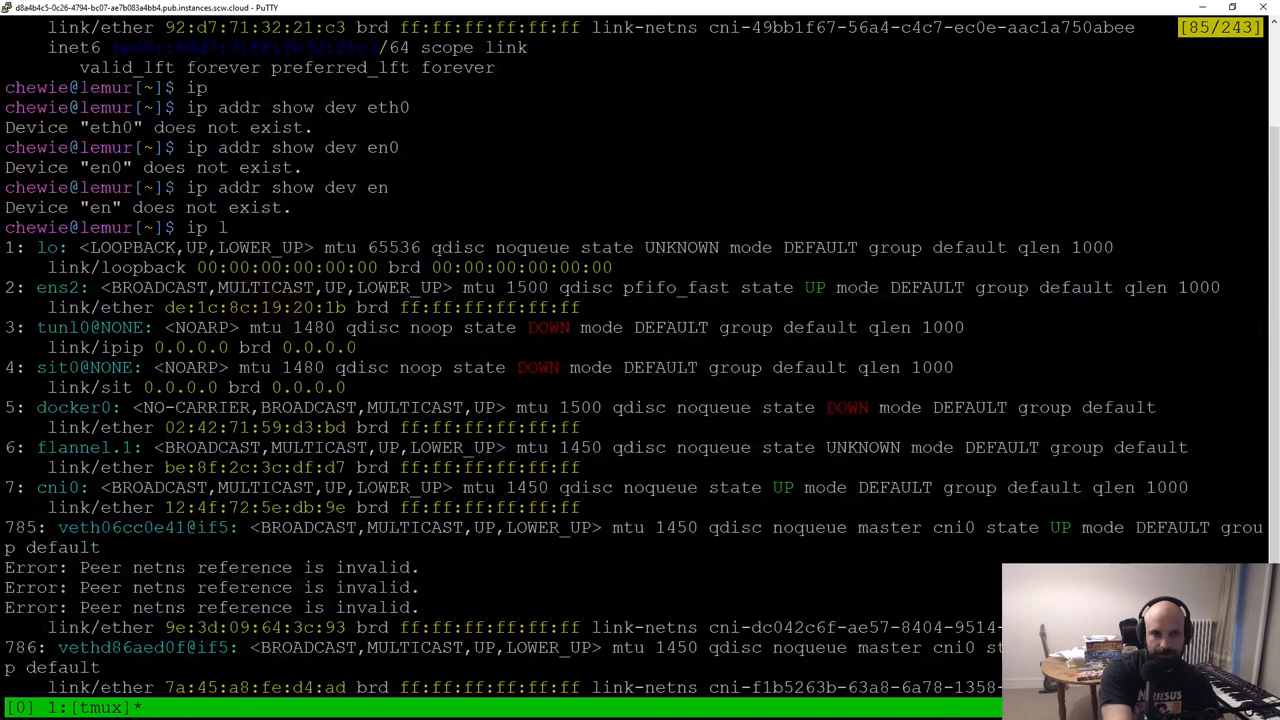 d8a4b4c5-0c26-4794-bc07-ae7b083a4bb4.pub.instances.scw.cloud - PuTTY
link/ether 92:d7:71:32:21:c3 brd ff:ff:ff:ff:ff:ff link-netns cni-49bb1f67-56a4-c4c7-ec0e-aac1a750abee
[85/243]
inet6 /64 scope link
valid_lft forever preferred_lft forever
chewie@lemur[~]$ ip
chewie@lemur[~]$ ip addr show dev eth0
Device "eth0" does not exist.
chewie@lemur[~]$ ip addr show dev en0
Device "en0" does not exist.
chewie@lemur[~]$ ip addr show dev en
Device "en" does not exist.
chewie@lemur[~]$ ip l
1: lo: <LOOPBACK,UP,LOWER_UP> mtu 65536 qdisc noqueue state UNKNOWN mode DEFAULT group default qlen 1000
link/loopback 00:00:00:00:00:00 brd 00:00:00:00:00:00
2: ens2: <BROADCAST,MULTICAST,UP,LOWER_UP> mtu 1500 qdisc pfifo_fast state UP mode DEFAULT group default qlen 1000
link/ether de:1c:8c:19:20:1b brd ff:ff:ff:ff:ff:ff
3: tunl0@NONE: <NOARP> mtu 1480 qdisc noop state DOWN mode DEFAULT group default qlen 1000
link/ipip 0.0.0.0 brd 0.0.0.0
4: sit0@NONE: <NOARP> mtu 1480 qdisc noop state DOWN mode DEFAULT group default qlen 1000
link/sit 0.0.0.0 brd 0.0.0.0
5: docker0: <NO-CARRIER,BROADCAST,MULTICAST,UP> mtu 1500 qdisc noqueue state DOWN mode DEFAULT group default
link/ether 02:42:71:59:d3:bd brd ff:ff:ff:ff:ff:ff
6: flannel.1: <BROADCAST,MULTICAST,UP,LOWER_UP> mtu 1450 qdisc noqueue state UNKNOWN mode DEFAULT group default
link/ether be:8f:2c:3c:df:d7 brd ff:ff:ff:ff:ff:ff
7: cni0: <BROADCAST,MULTICAST,UP,LOWER_UP> mtu 1450 qdisc noqueue state UP mode DEFAULT group default qlen 1000
link/ether 12:4f:72:5e:db:9e brd ff:ff:ff:ff:ff:ff
785: veth06cc0e41@if5: <BROADCAST,MULTICAST,UP,LOWER_UP> mtu 1450 qdisc noqueue master cni0 state UP mode DEFAULT grou
p default
Error: Peer netns reference is invalid.
Error: Peer netns reference is invalid.
Error: Peer netns reference is invalid.
link/ether 9e:3d:09:64:3c:93 brd ff:ff:ff:ff:ff:ff link-netns cni-dc042c6f-ae57-8404-9514-
786: vethd86aed0f@if5: <BROADCAST,MULTICAST,UP,LOWER_UP> mtu 1450 qdisc noqueue master cni0 s
p default
link/ether 7a:45:a8:fe:d4:ad brd ff:ff:ff:ff:ff:ff link-netns cni-f1b5263b-63a8-6a78-1358-
[0] 1:[tmux]*